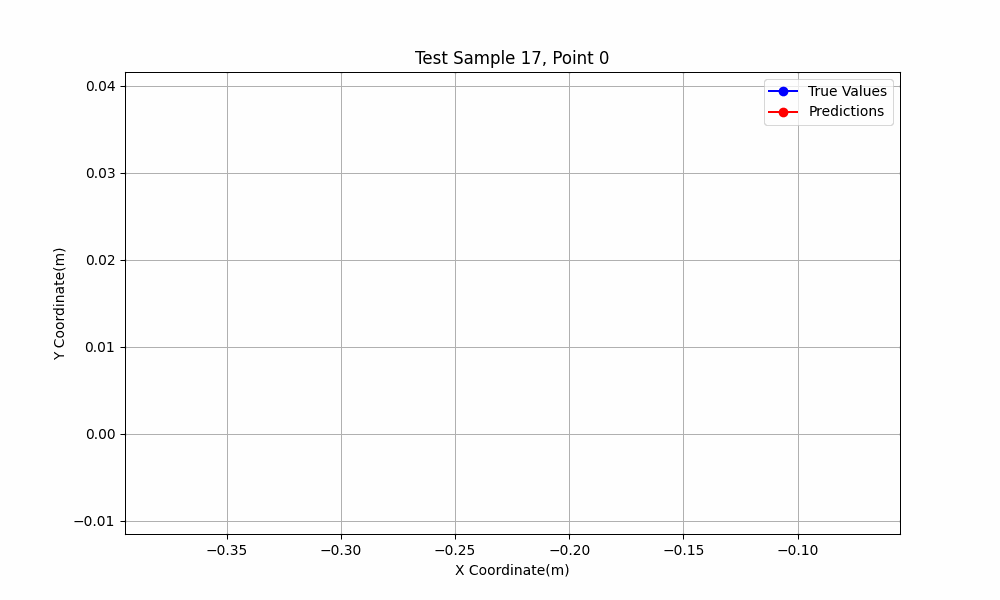 Test Sample 17, Point 0
True Values
Predictions
0.04
0.03
0.02
0.01
0.00
−0.01
Y Coordinate(m)
−0.35 −0.30 −0.25 −0.20 −0.15 −0.10
X Coordinate(m)